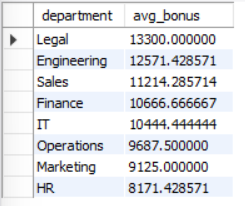 department avg_bonus
Legal 13300.000000
Engineering 12571.428571
Sales 11214.285714
Finance 10666.666667
IT 10444.444444
Operations 9687.500000
Marketing 9125.000000
HR 8171.428571